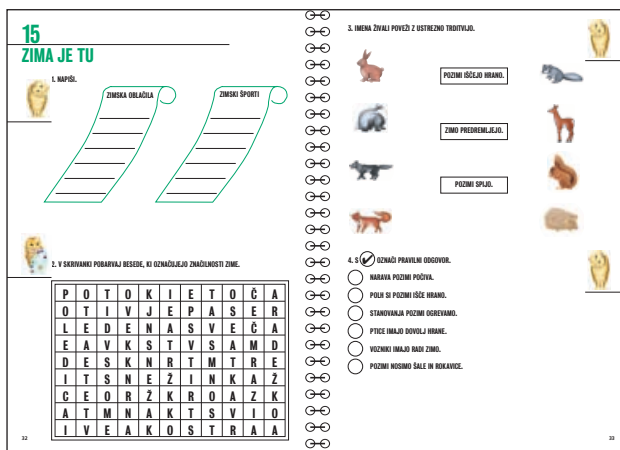 15
ZIMA JE TU
1. NAPIŠI.
ZIMSKA OBLAČILA
ZIMSKI ŠPORTI
2. V SKRIVANKI POBARVAJ BESEDE, KI OZNAČUJEJO ZNAČILNOSTI ZIME.
P O T O K I E T O Č A
O T I V J E P A S E R
L E D E N A S V E Č A
E A V K S T V S A M D
D E S K N R T M T R E
I T S N E Ž I N K A Ž
C E O R Ž K R O A Z K
A T M N A K T S V I O
I V E A K O S T R A A
32
3. IMENA ŽIVALI POVEŽI Z USTREZNO TRDITVIJO.
POZIMI IŠČEJO HRANO.
ZIMO PREDREMLJEJO.
POZIMI SPIJO.
4. S ✓ OZNAČI PRAVILNI ODGOVOR.
NARAVA POZIMI POČIVA.
POLH SI POZIMI IŠČE HRANO.
STANOVANJA POZIMI OGREVAMO.
PTICE IMAJO DOVOLJ HRANE.
VOZNIKI IMAJO RADI ZIMO.
POZIMI NOSIMO ŠALE IN ROKAVICE.
33